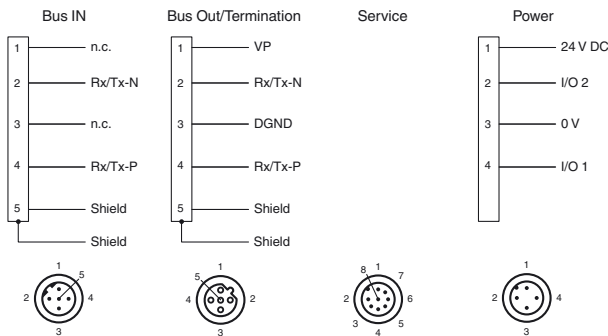 Bus IN
Bus Out/Termination
Service
Power
1 n.c.
2 Rx/Tx-N
3 n.c.
4 Rx/Tx-P
5 Shield
Shield
1 VP
2 Rx/Tx-N
3 DGND
4 Rx/Tx-P
5 Shield
Shield
1 24 V DC
2 I/O 2
3 0 V
4 I/O 1
1
5
2 4
3
1
5
4 2
3
8 1 7
2 6
3 5
4
1
2 4
3